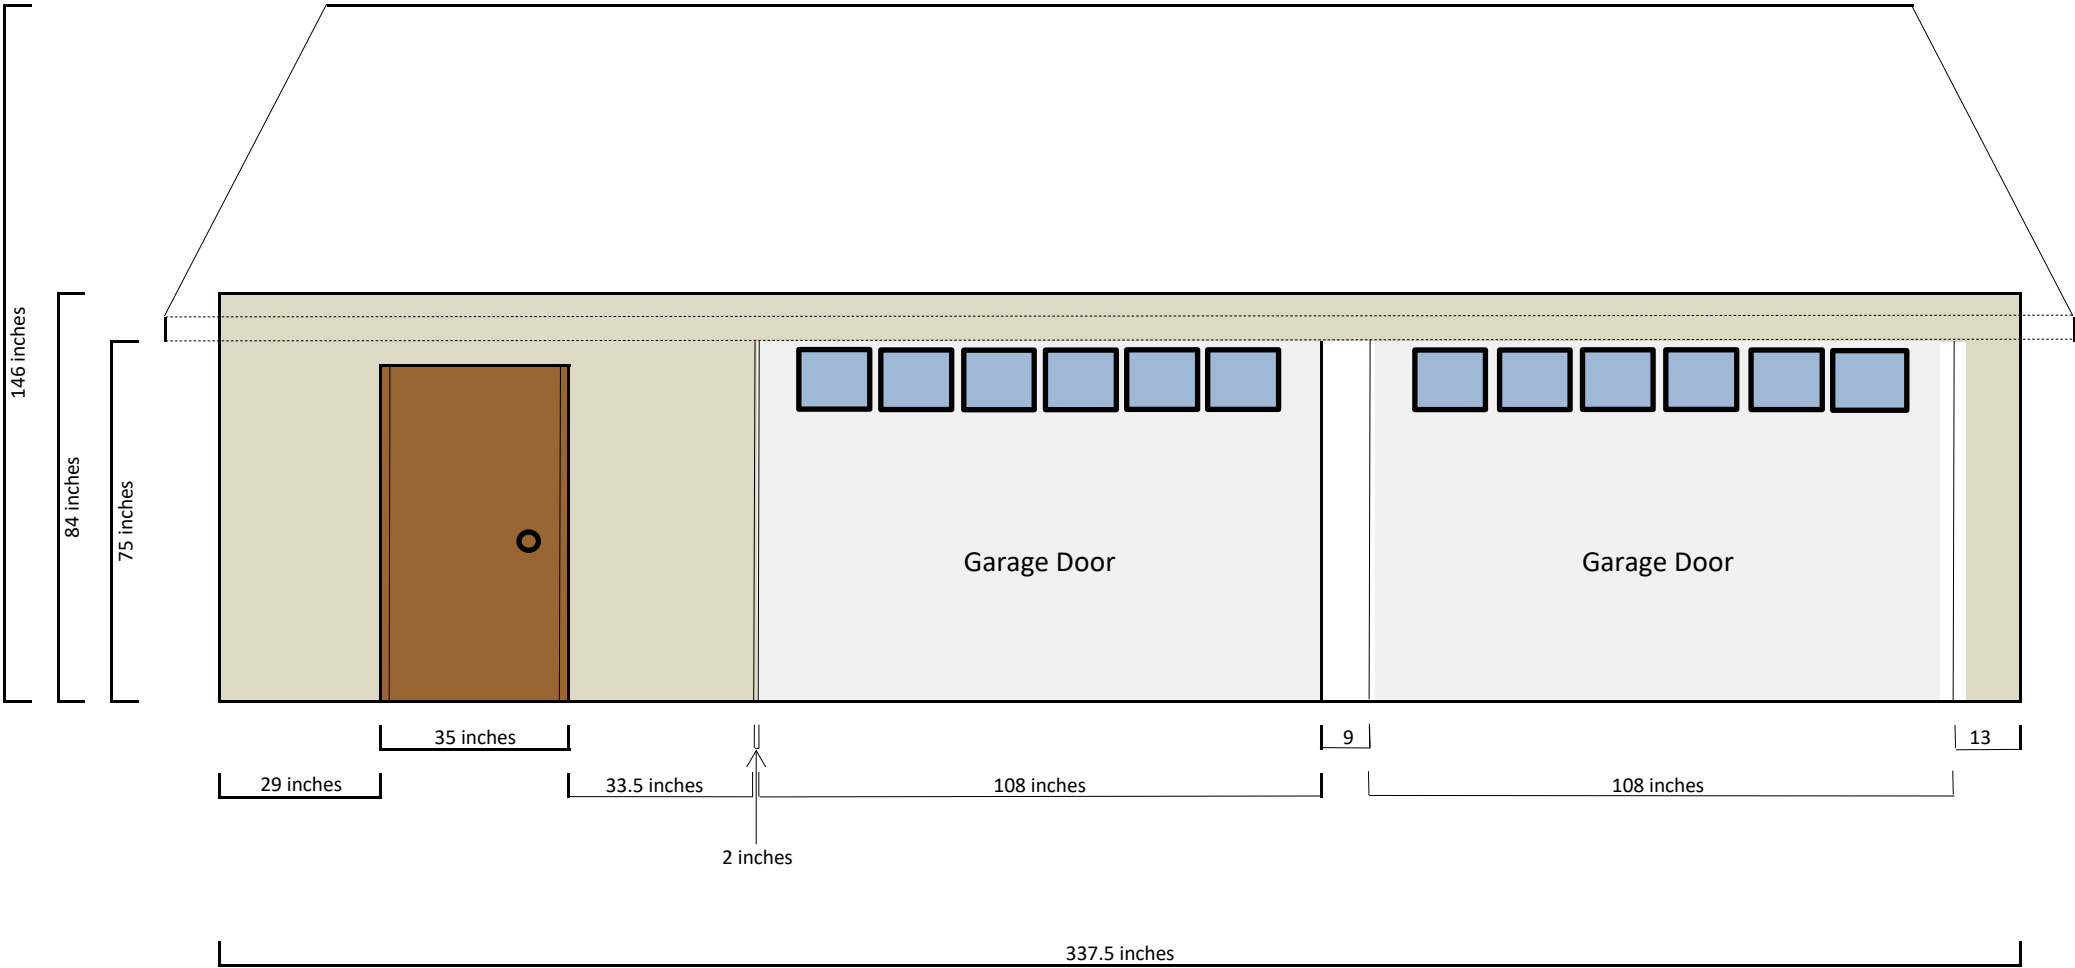 146 inches
84 inches
75 inches
Garage Door
Garage Door
35 inches
9
13
29 inches
33.5 inches
108 inches
108 inches
2 inches
337.5 inches